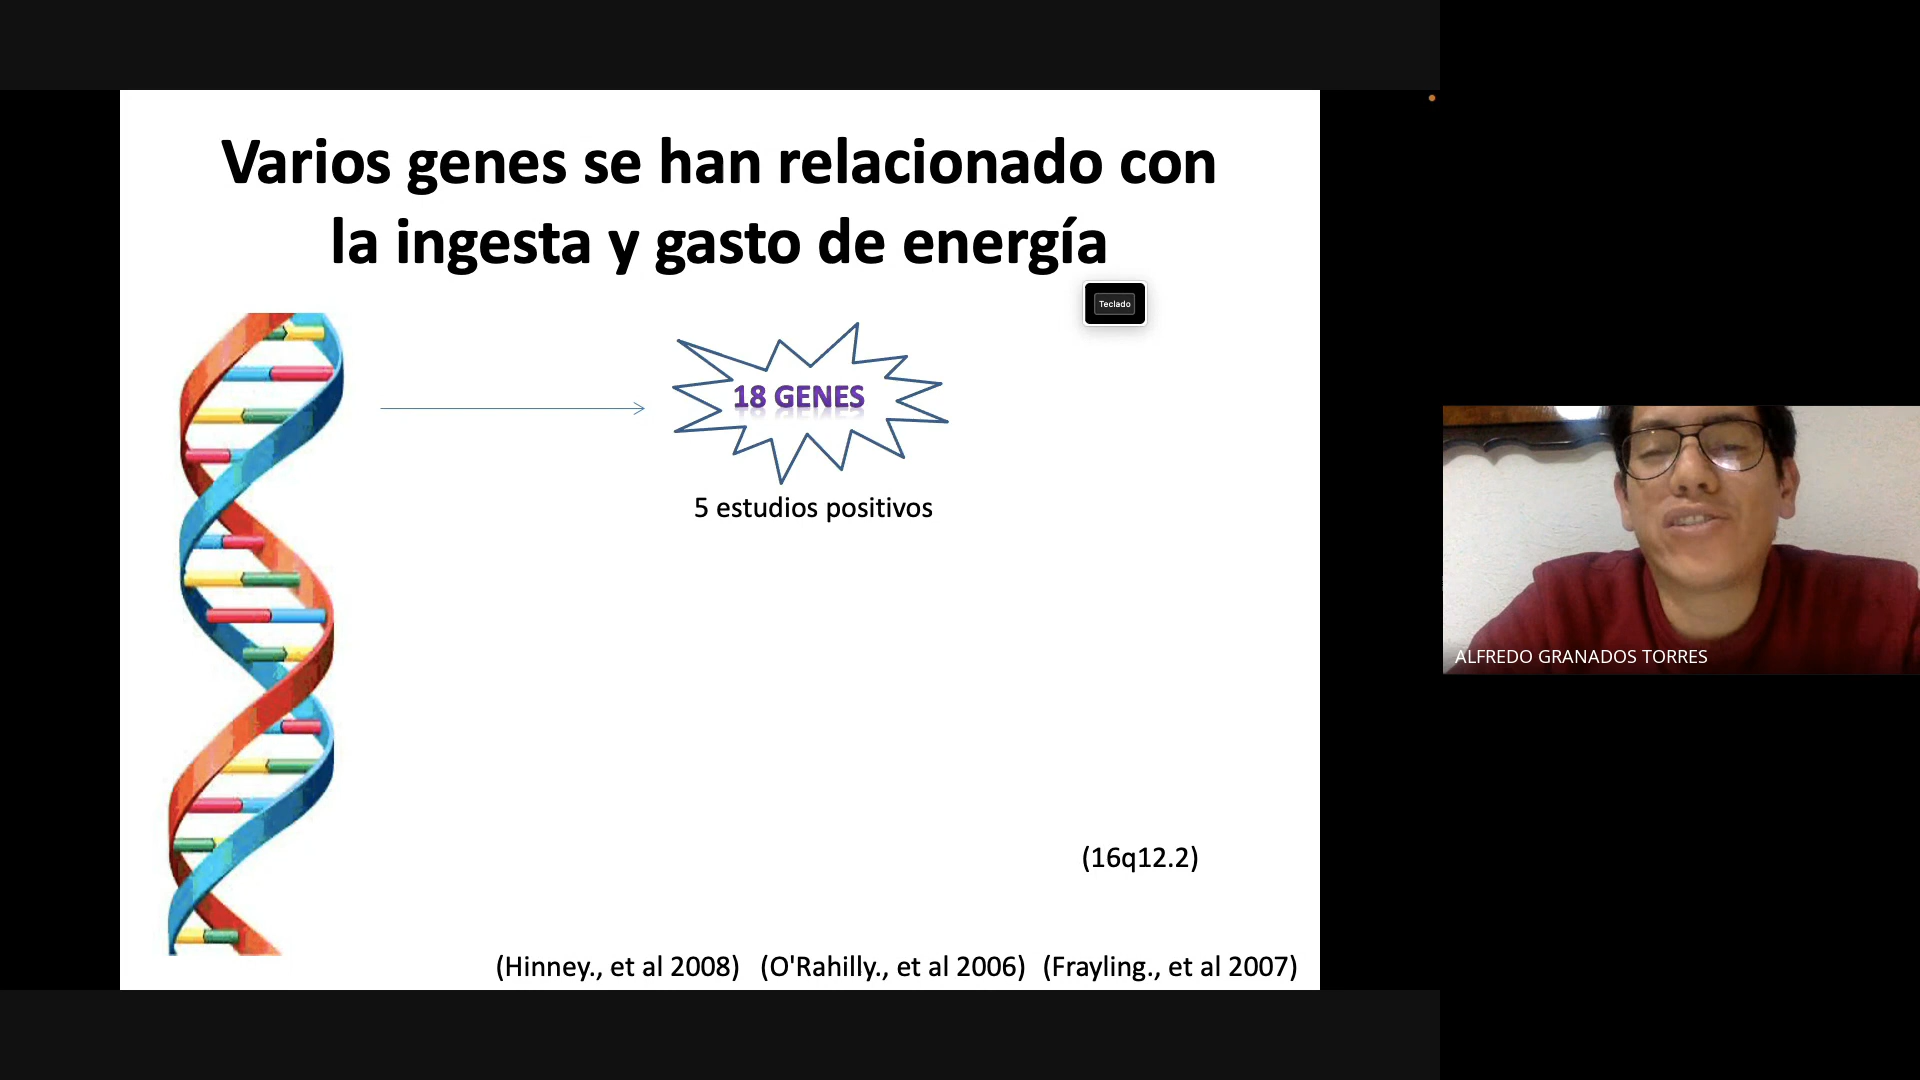 Varios genes se han relacionado con
la ingesta y gasto de energía
Teclado
18 GENES
5 estudios positivos
(16q12.2)
(Hinney., et al 2008) (O'Rahilly., et al 2006) (Frayling., et al 2007)
ALFREDO GRANADOS TORRES